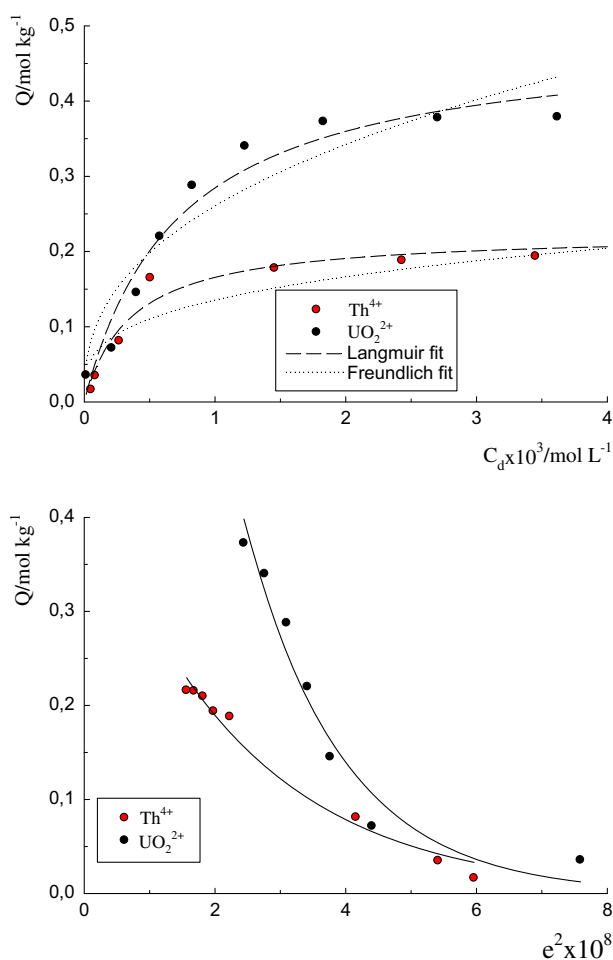 0,5
Q/mol kg⁻¹
0,4
0,3
0,2
0,1
0,0
Th⁴⁺
UO₂²⁺
Langmuir fit
Freundlich fit
0 1 2 3 4
C_dx10³/mol L⁻¹
0,4
Q/mol kg⁻¹
0,3
0,2
0,1
0,0
Th⁴⁺
UO₂²⁺
0 2 4 6 8
e²x10⁸